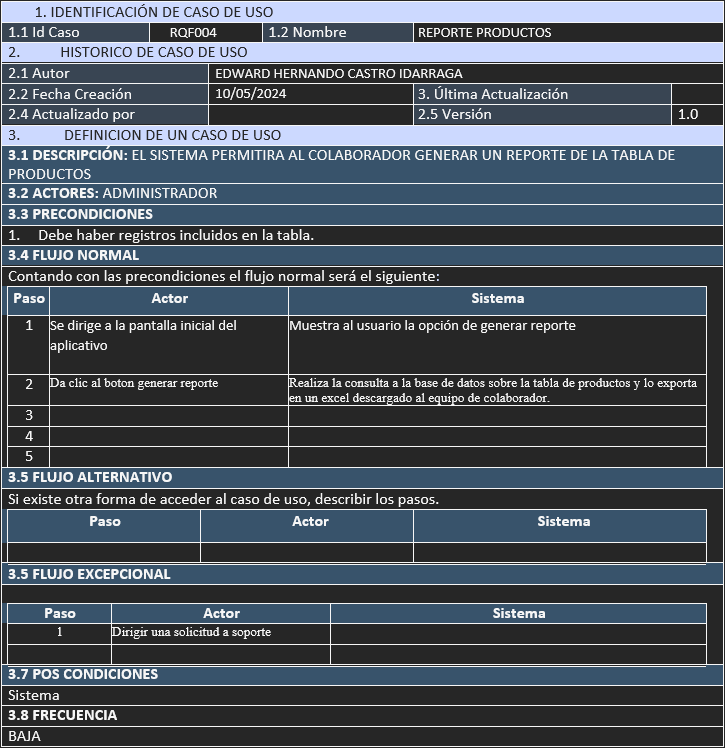 1. IDENTIFICACIÓN DE CASO DE USO
1.1 Id Caso RQF004 1.2 Nombre REPORTE PRODUCTOS
2. HISTORICO DE CASO DE USO
2.1 Autor EDWARD HERNANDO CASTRO IDARRAGA
2.2 Fecha Creación 10/05/2024 3. Última Actualización
2.4 Actualizado por 2.5 Versión 1.0
3. DEFINICION DE UN CASO DE USO
3.1 DESCRIPCIÓN: EL SISTEMA PERMITIRA AL COLABORADOR GENERAR UN REPORTE DE LA TABLA DE
PRODUCTOS
3.2 ACTORES: ADMINISTRADOR
3.3 PRECONDICIONES
1. Debe haber registros incluidos en la tabla.
3.4 FLUJO NORMAL
Contando con las precondiciones el flujo normal será el siguiente:
Paso Actor Sistema
1 Se dirige a la pantalla inicial del Muestra al usuario la opción de generar reporte
aplicativo
2 Da clic al boton generar reporte Realiza la consulta a la base de datos sobre la tabla de productos y lo exporta
en un excel descargado al equipo de colaborador.
3
4
5
3.5 FLUJO ALTERNATIVO
Si existe otra forma de acceder al caso de uso, describir los pasos.
Paso Actor Sistema
3.5 FLUJO EXCEPCIONAL
Paso Actor Sistema
1 Dirigir una solicitud a soporte
3.7 POS CONDICIONES
Sistema
3.8 FRECUENCIA
BAJA